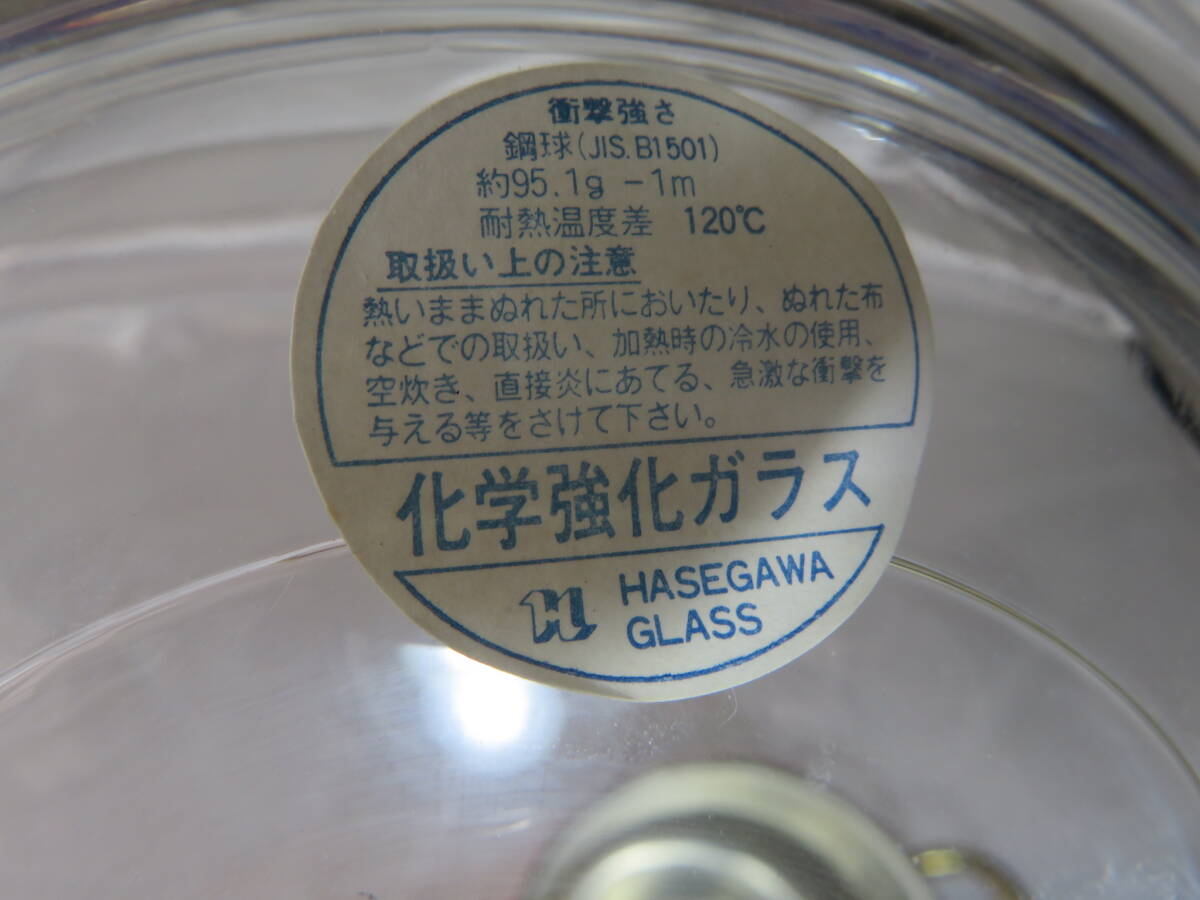 衝撃強さ
鋼球(JIS.B1501)
約95.1g -1m
耐熱温度差 120℃
取扱い上の注意
熱いままぬれた所においたり、ぬれた布
などでの取扱い、加熱時の冷水の使用、
空炊き、直接炎にあてる、急激な衝撃を
与える等をさけて下さい。
化学強化ガラス
H HASEGAWA
GLASS